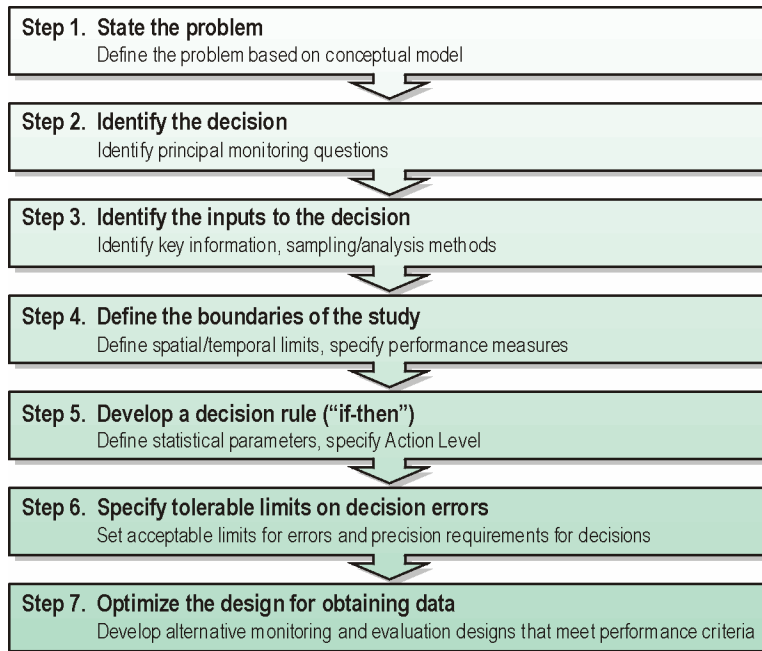 Step 1. State the problem
Define the problem based on conceptual model
Step 2. Identify the decision
Identify principal monitoring questions
Step 3. Identify the inputs to the decision
Identify key information, sampling/analysis methods
Step 4. Define the boundaries of the study
Define spatial/temporal limits, specify performance measures
Step 5. Develop a decision rule (“if-then”)
Define statistical parameters, specify Action Level
Step 6. Specify tolerable limits on decision errors
Set acceptable limits for errors and precision requirements for decisions
Step 7. Optimize the design for obtaining data
Develop alternative monitoring and evaluation designs that meet performance criteria